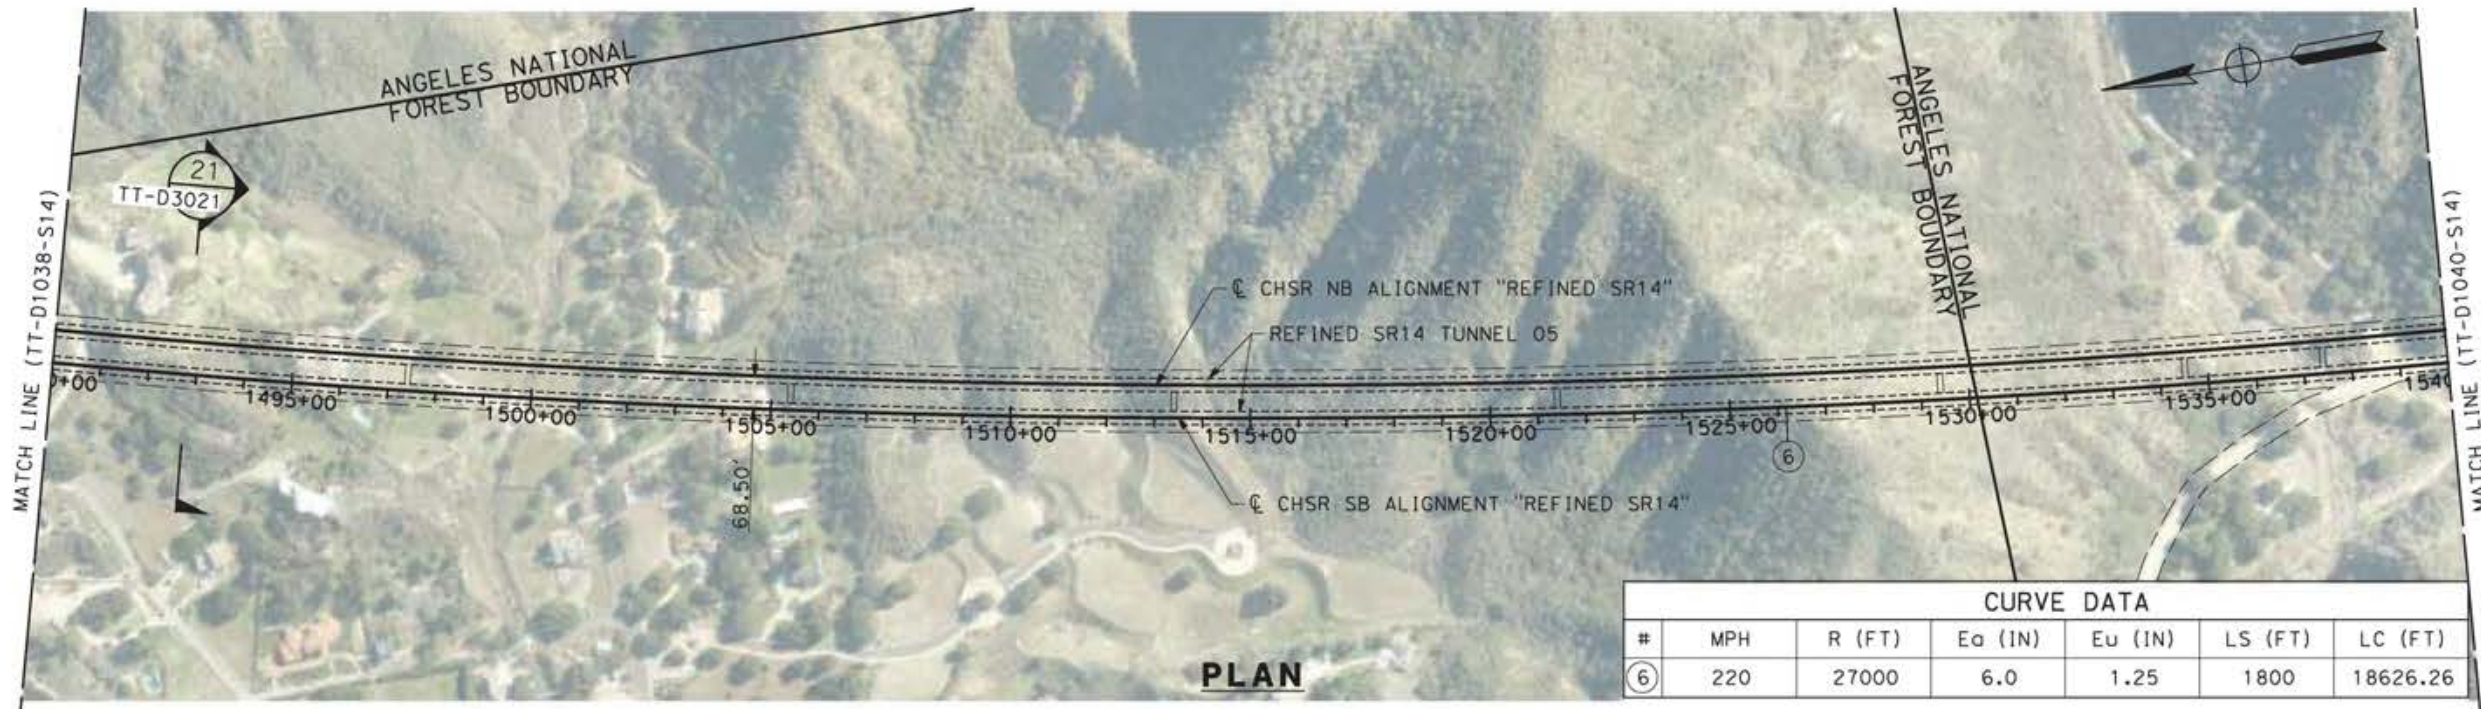 ANGELES NATIONAL
FOREST BOUNDARY
ANGELES NATIONAL
FOREST BOUNDARY
21
TT-D3021
MATCH LINE (TT-D1038-S14)
MATCH LINE (TT-D1040-S14)
℄ CHSR NB ALIGNMENT "REFINED SR14"
REFINED SR14 TUNNEL 05
1495+00
1500+00
1505+00
1510+00
1515+00
1520+00
1525+00
1530+00
1535+00
6
68.50'
℄ CHSR SB ALIGNMENT "REFINED SR14"
PLAN
CURVE DATA
# MPH R (FT) Ea (IN) Eu (IN) LS (FT) LC (FT)
6 220 27000 6.0 1.25 1800 18626.26